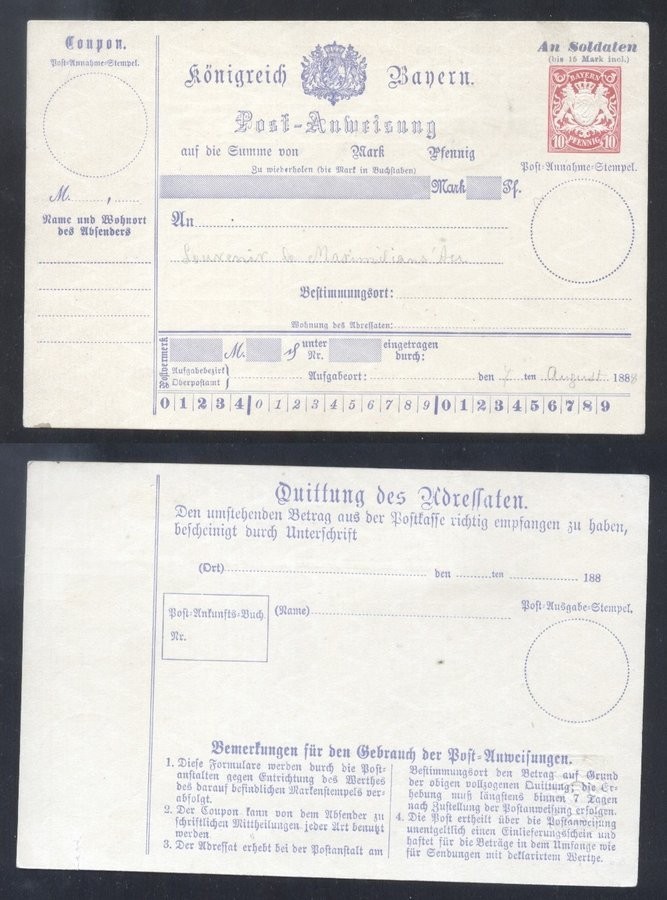 Coupon.
Post-Annahme-Stempel.
M. ,
Name und Wohnort
des Absenders
Königreich Bayern.
Post-Anweisung
auf die Summe von Mark Pfennig
Zu wiederholen (die Mark in Buchstaben)
Mark Pf.
An Soldaten
(bis 15 Mark incl.)
BAYERN
10 PFENNIG 10
Post-Annahme-Stempel.
An
Souvenir
Bestimmungsort:
Wohnung des Adressaten:
Postvermerk
M. unter
Nr. eingetragen
durch:
Aufgabebezirk
Oberpostamt
Aufgabeort: den ten August 188
0 1 2 3 4 0 1 2 3 4 5 6 7 8 9 0 1 2 3 4 5 6 7 8 9
Quittung des Adressaten.
Den umstehenden Betrag aus der Postkasse richtig empfangen zu haben,
bescheinigt durch Unterschrift
(Ort) den ten 188
Post-Ankunfts-Buch
Nr.
(Name)
Post-Ausgabe-Stempel.
Bemerkungen für den Gebrauch der Post-Anweisungen.
1. Diese Formulare werden durch die Post-
anstalten gegen Entrichtung des Werthes
des darauf befindlichen Markenstempels ver-
abfolgt.
2. Der Coupon kann von dem Absender zu
schriftlichen Mittheilungen jeder Art benutzt
werden.
3. Der Adressat erhebt bei der Postanstalt am
Bestimmungsort den Betrag auf Grund
der obigen vollzogenen Quittung; die Er-
hebung muß längstens binnen 7 Tagen
nach Zustellung der Postanweisung erfolgen.
4. Die Post ertheilt über die Postanweisung
unentgeltlich einen Einlieferungsschein und
haftet für die Beträge in dem Umfange wie
für Sendungen mit deklarirtem Werthe.